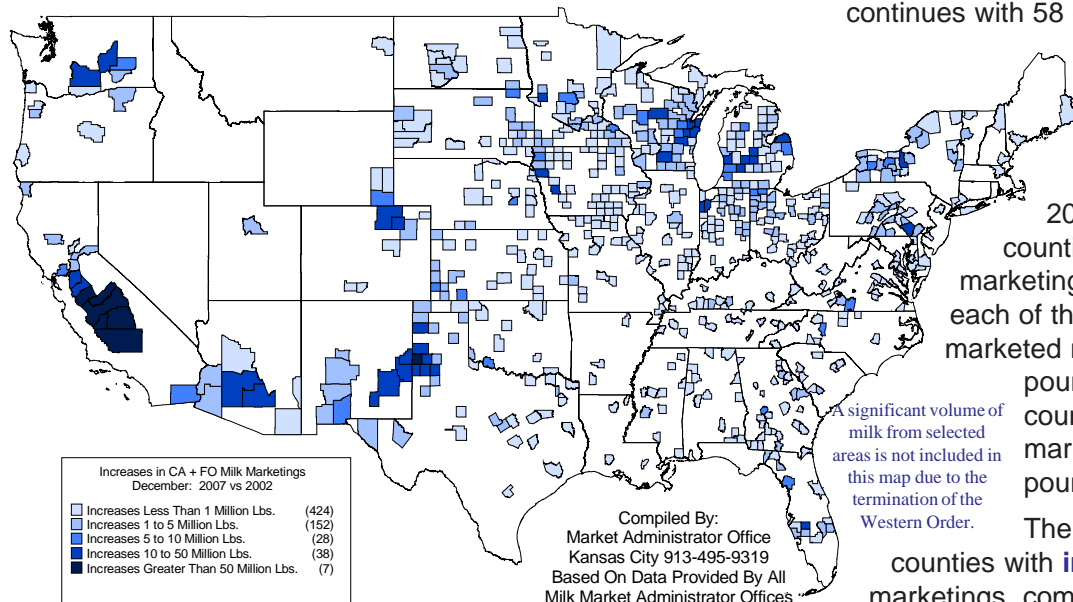 continues with 58
20
counti
marketing
each of th
marketed r
pour
count
mar
pour
The
counties with in
marketings, com
A significant volume of
milk from selected
areas is not included in
this map due to the
termination of the
Western Order.
Increases in CA + FO Milk Marketings
December: 2007 vs 2002
Increases Less Than 1 Million Lbs. (424)
Increases 1 to 5 Million Lbs. (152)
Increases 5 to 10 Million Lbs. (28)
Increases 10 to 50 Million Lbs. (38)
Increases Greater Than 50 Million Lbs. (7)
Compiled By:
Market Administrator Office
Kansas City 913-495-9319
Based On Data Provided By All
Milk Market Administrator Offices